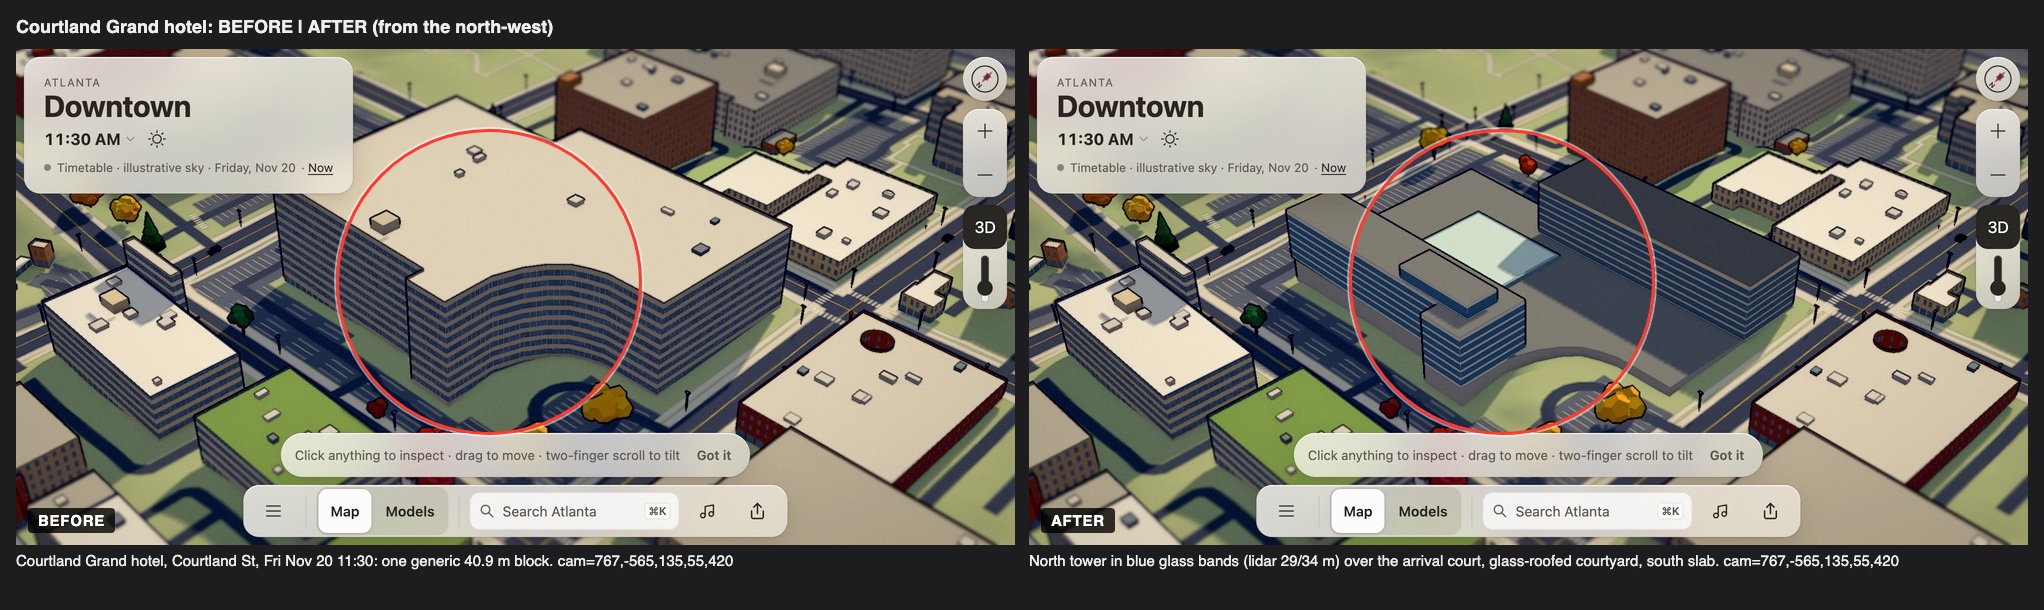 Courtland Grand hotel: BEFORE | AFTER (from the north-west)
ATLANTA
Downtown
11:30 AM
Timetable · illustrative sky · Friday, Nov 20 · Now
N
+
−
3D
Click anything to inspect · drag to move · two-finger scroll to tilt Got it
Map Models Search Atlanta ⌘K
BEFORE
Courtland Grand hotel, Courtland St, Fri Nov 20 11:30: one generic 40.9 m block. cam=767,-565,135,55,420
ATLANTA
Downtown
11:30 AM
Timetable · illustrative sky · Friday, Nov 20 · Now
N
+
−
3D
Click anything to inspect · drag to move · two-finger scroll to tilt Got it
Map Models Search Atlanta ⌘K
AFTER
North tower in blue glass bands (lidar 29/34 m) over the arrival court, glass-roofed courtyard, south slab. cam=767,-565,135,55,420